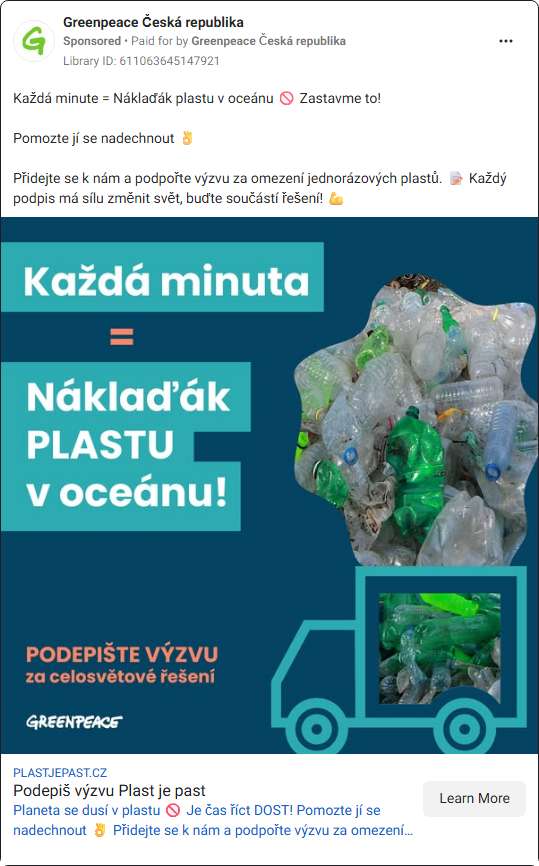 Greenpeace Česká republika
Sponsored • Paid for by Greenpeace Česká republika
Library ID: 611063645147921
Každá minute = Náklaďák plastu v oceánu 🚫 Zastavme to!
Pomozte jí se nadechnout 👌
Přidejte se k nám a podpořte výzvu za omezení jednorázových plastů. 📝 Každý
podpis má sílu změnit svět, buďte součástí řešení! 💪
Každá minuta
=
Náklaďák
PLASTU
v oceánu!
PODEPIŠTE VÝZVU
za celosvětové řešení
GREENPEACE
PLASTJEPAST.CZ
Podepiš výzvu Plast je past
Planeta se dusí v plastu 🚫 Je čas říct DOST! Pomozte jí se
nadechnout 👌 Přidejte se k nám a podpořte výzvu za omezení…
Learn More